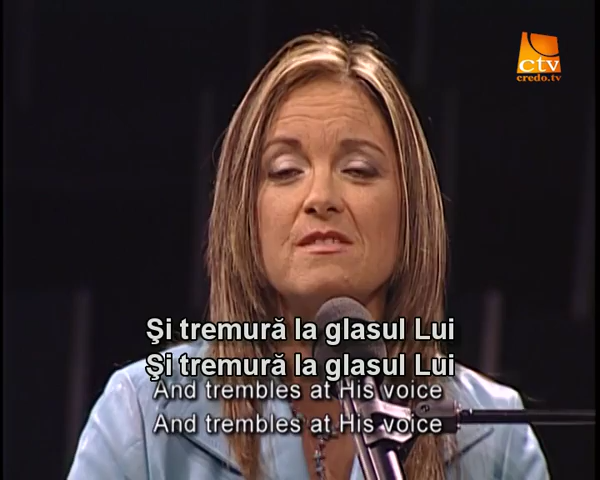 ctv
credo.tv
Şi tremură la glasul Lui
Şi tremură la glasul Lui
And trembles at His voice
And trembles at His voice